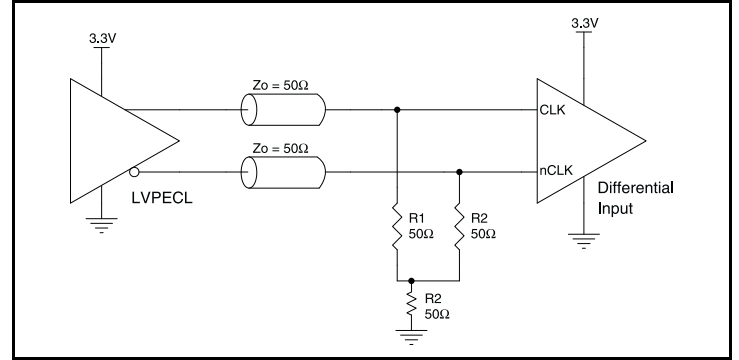 3.3V
3.3V
Zo = 50Ω
CLK
Zo = 50Ω
nCLK
LVPECL
Differential
Input
R1
50Ω
R2
50Ω
R2
50Ω